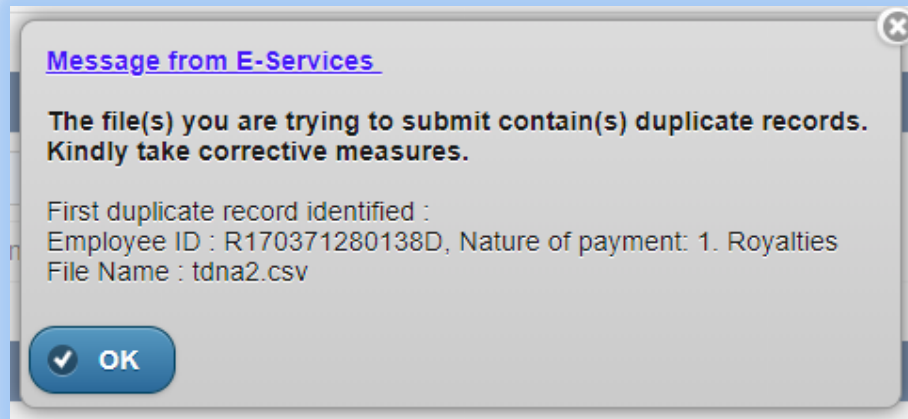 Message from E-Services
The file(s) you are trying to submit contain(s) duplicate records.
Kindly take corrective measures.
First duplicate record identified :
Employee ID : R170371280138D, Nature of payment: 1. Royalties
File Name : tdna2.csv
OK